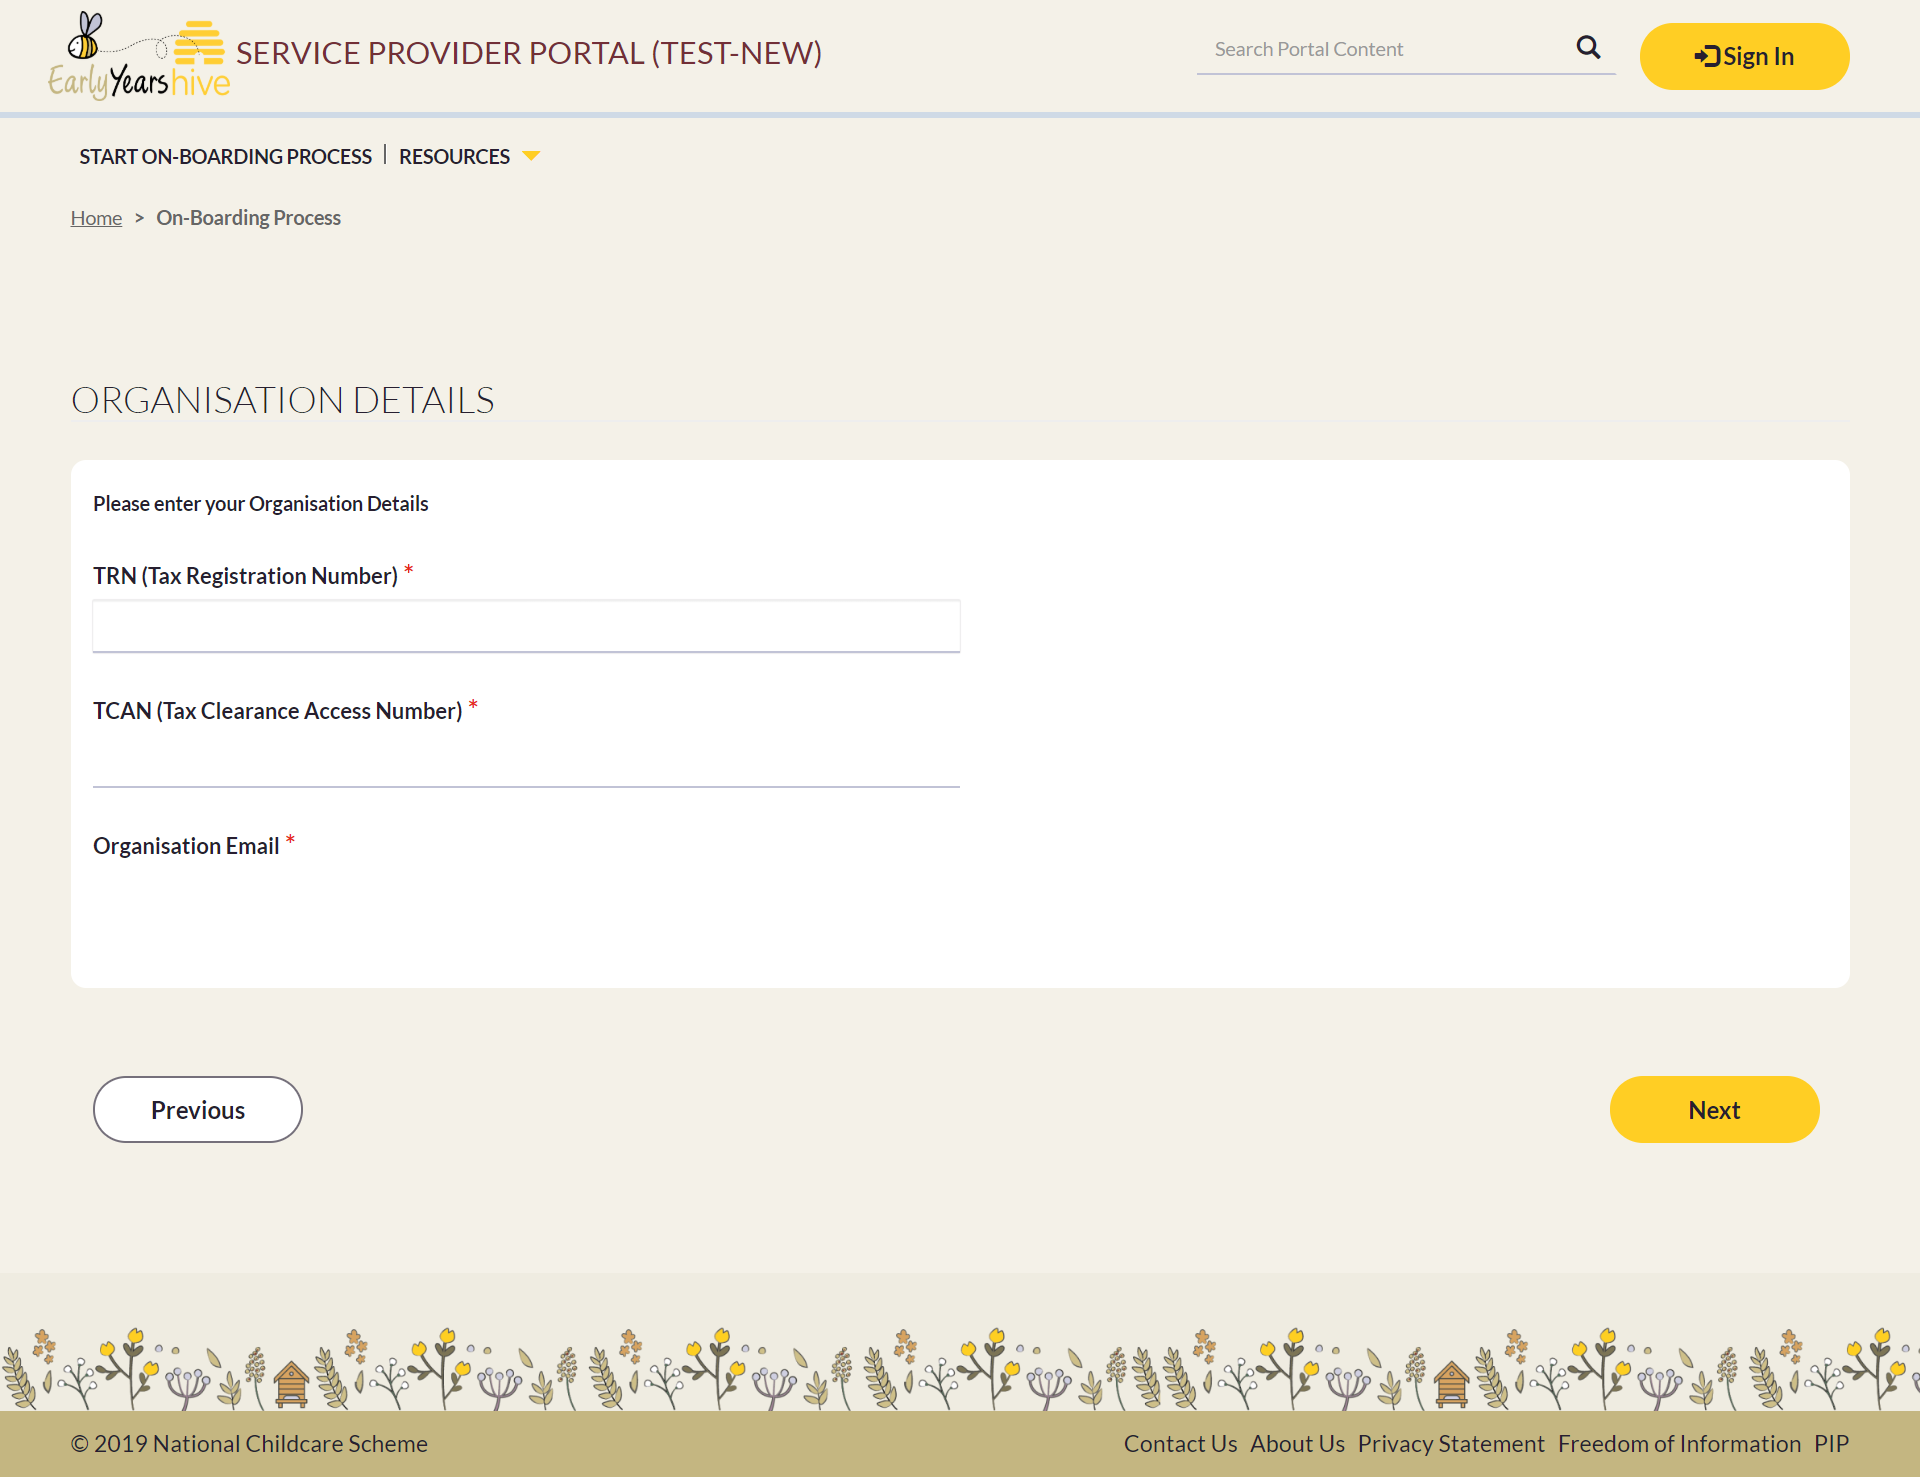 Early Years hive
SERVICE PROVIDER PORTAL (TEST-NEW)
Search Portal Content
Sign In
START ON-BOARDING PROCESS | RESOURCES
Home > On-Boarding Process
ORGANISATION DETAILS
Please enter your Organisation Details
TRN (Tax Registration Number) *
TCAN (Tax Clearance Access Number) *
Organisation Email *
Previous
Next
© 2019 National Childcare Scheme
Contact Us About Us Privacy Statement Freedom of Information PIP